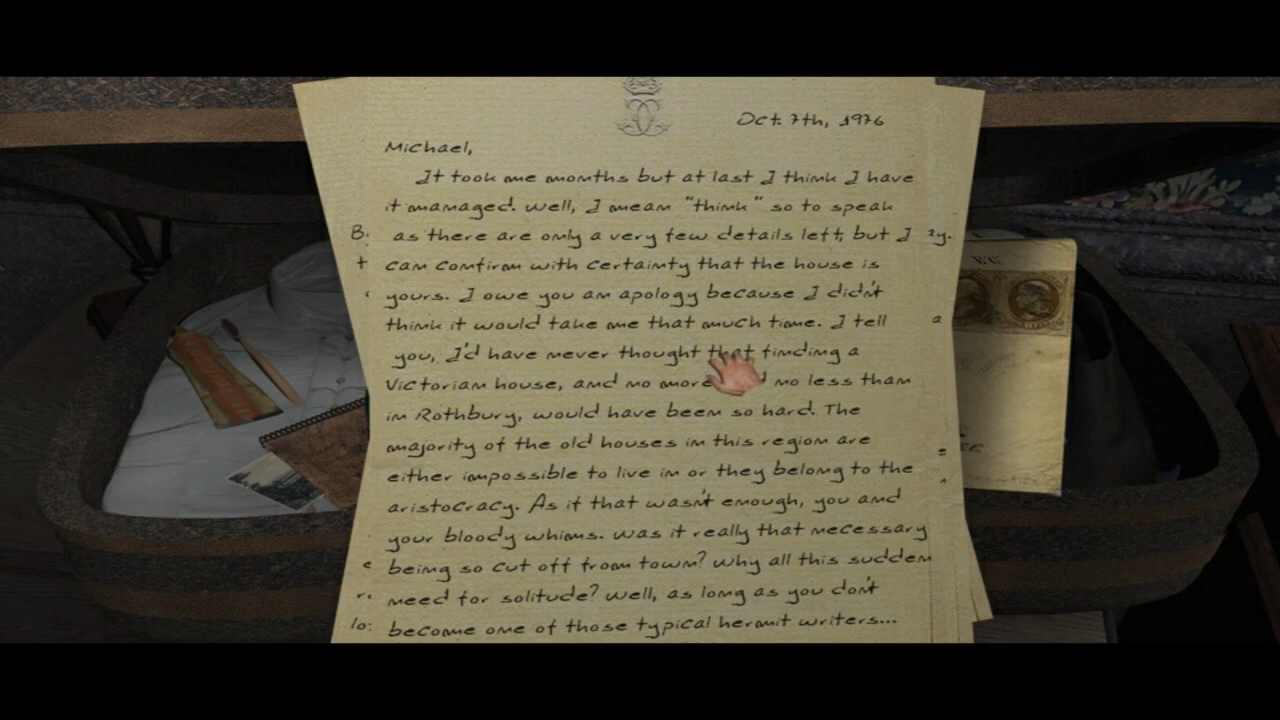 Oct. 7th, 1976
Michael,
It took me months but at last I think I have
it managed. Well, I mean "think" so to speak
as there are only a very few details left, but I
can confirm with certainty that the house is
yours. I owe you an apology because I didn't
think it would take me that much time. I tell
you, I'd have never thought that finding a
Victorian house, and no more no less than
in Rothbury, would have been so hard. The
majority of the old houses in this region are
either impossible to live in or they belong to the
aristocracy. As if that wasn't enough, you and
your bloody whims. Was it really that necessary
being so cut off from town? Why all this sudden
need for solitude? Well, as long as you don't
become one of those typical hermit writers...